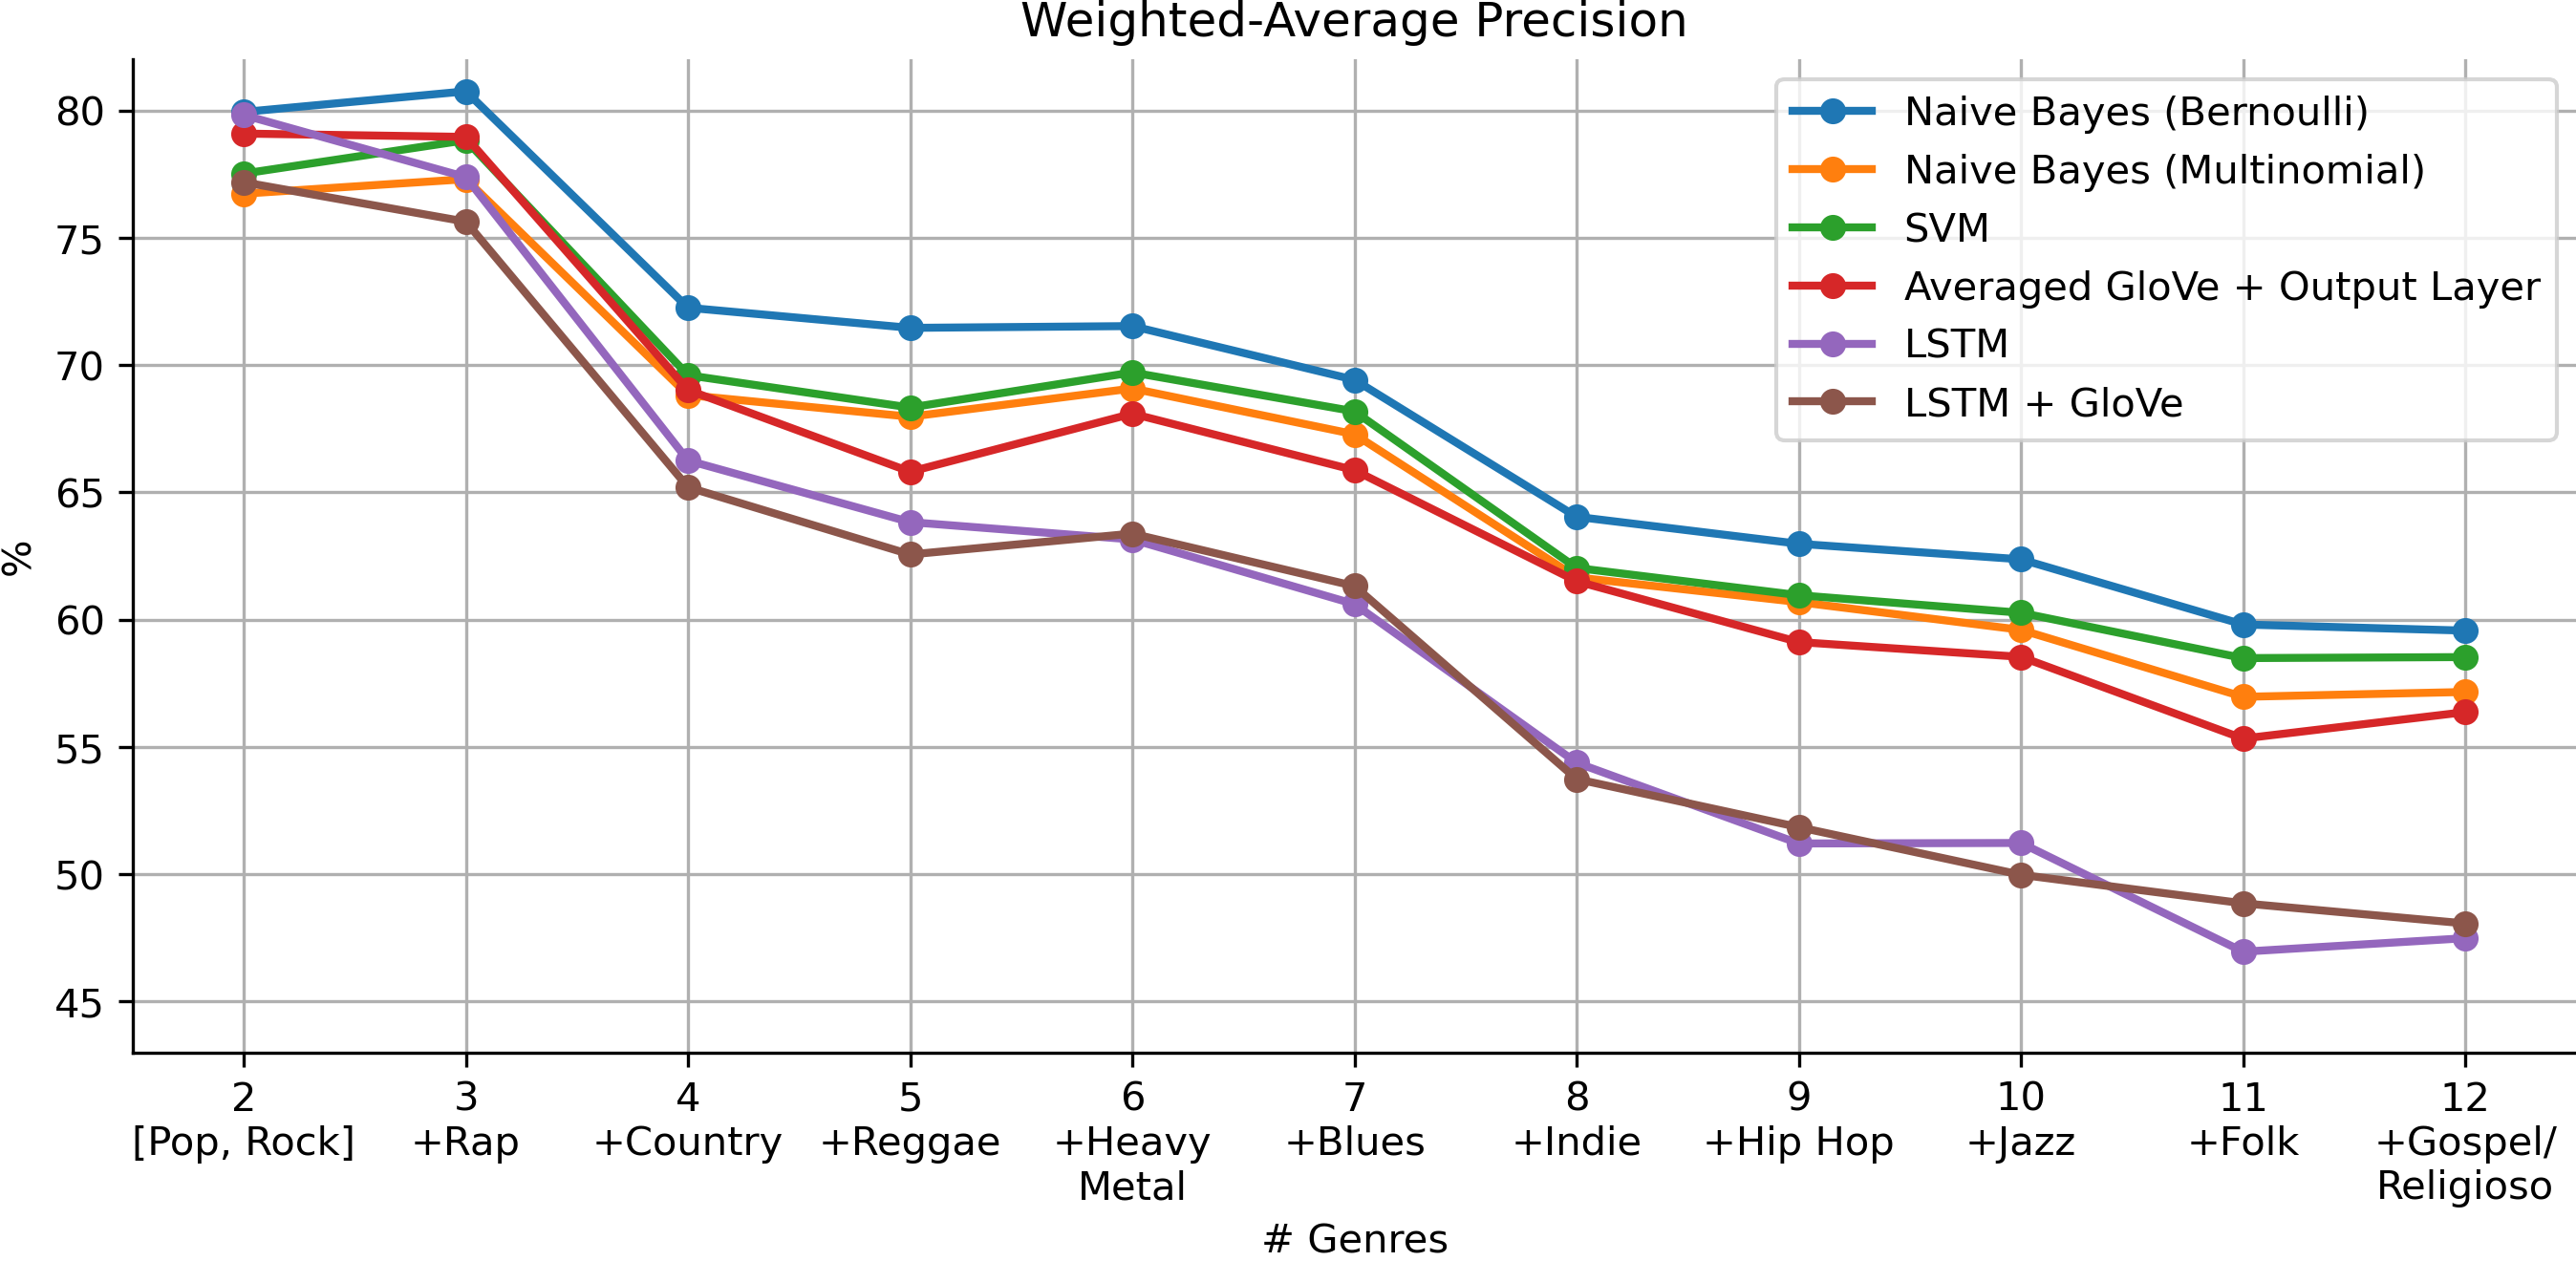 Weighted-Average Precision
80
75
70
65
60
55
50
45
%
Naive Bayes (Bernoulli)
Naive Bayes (Multinomial)
SVM
Averaged GloVe + Output Layer
LSTM
LSTM + GloVe
2 3 4 5 6 7 8 9 10 11 12
[Pop, Rock] +Rap +Country +Reggae +Heavy +Blues +Indie +Hip Hop +Jazz +Folk +Gospel/
Metal Religioso
# Genres